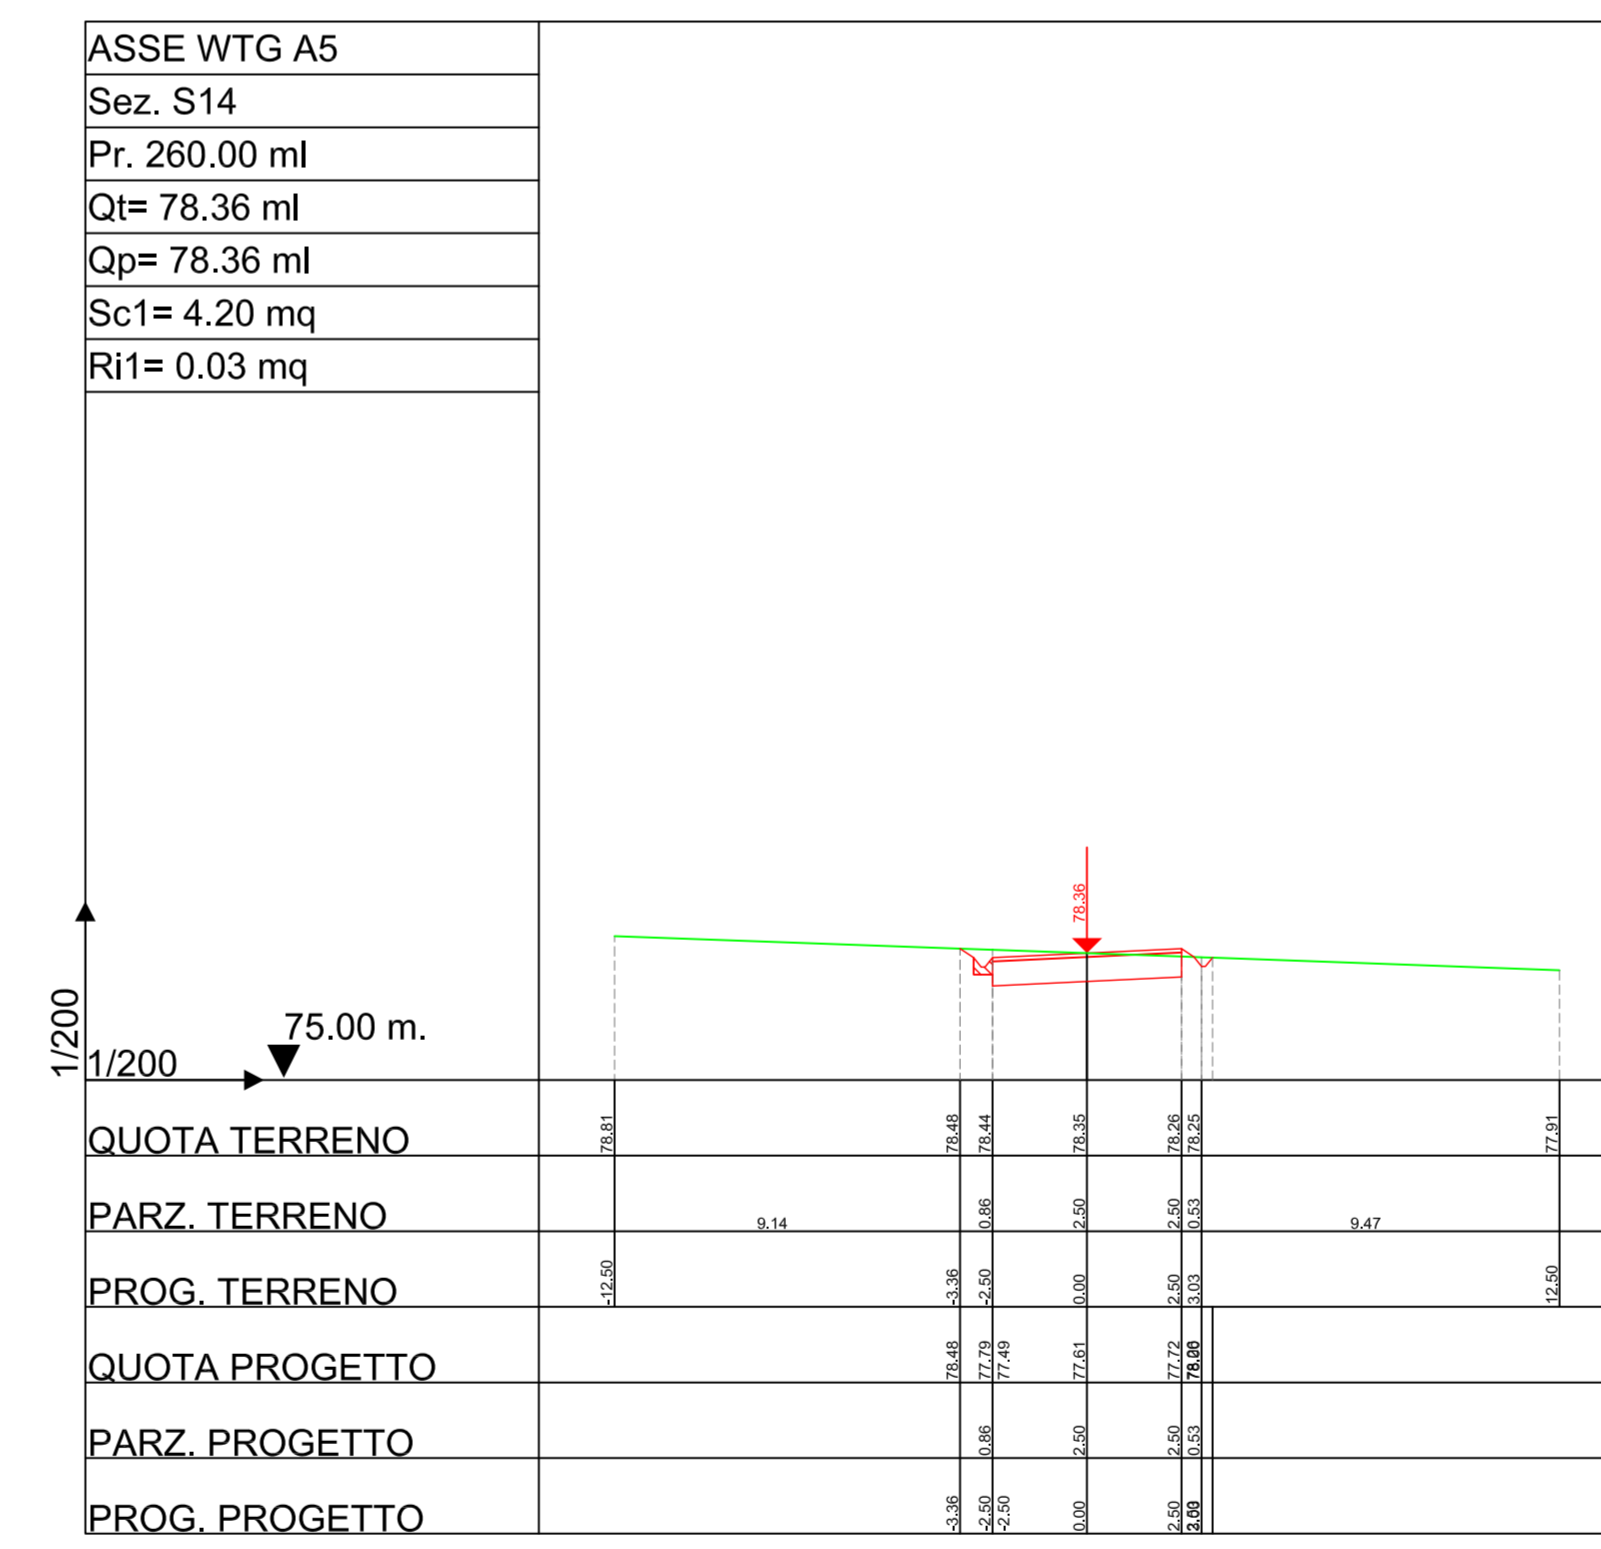 ASSE WTG A5
Sez. S14
Pr. 260.00 ml
Qt= 78.36 ml
Qp= 78.36 ml
Sc1= 4.20 mq
Ri1= 0.03 mq
78.36
1/200
75.00 m.
1/200
QUOTA TERRENO 78.81 78.48 78.44 78.35 78.26 78.25 77.91
PARZ. TERRENO 9.14 0.86 2.50 2.50 0.53 9.47
PROG. TERRENO -12.50 -3.36 -2.50 0.00 2.50 3.03 12.50
QUOTA PROGETTO 78.48 77.79 77.49 77.61 77.72
PARZ. PROGETTO 0.86 2.50 2.50 0.53
PROG. PROGETTO -3.36 -2.50 -2.50 0.00 2.50